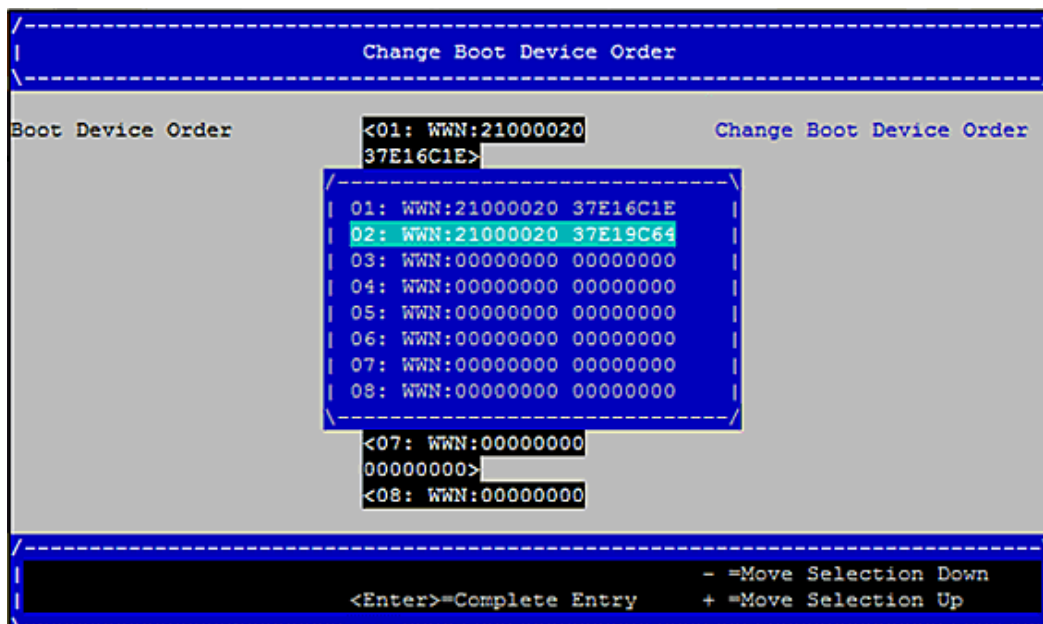 Change Boot Device Order
Boot Device Order
<01: WWN:21000020
37E16C1E>
Change Boot Device Order
01: WWN:21000020 37E16C1E
02: WWN:21000020 37E19C64
03: WWN:00000000 00000000
04: WWN:00000000 00000000
05: WWN:00000000 00000000
06: WWN:00000000 00000000
07: WWN:00000000 00000000
08: WWN:00000000 00000000
<07: WWN:00000000
00000000>
<08: WWN:00000000
- =Move Selection Down
<Enter>=Complete Entry + =Move Selection Up